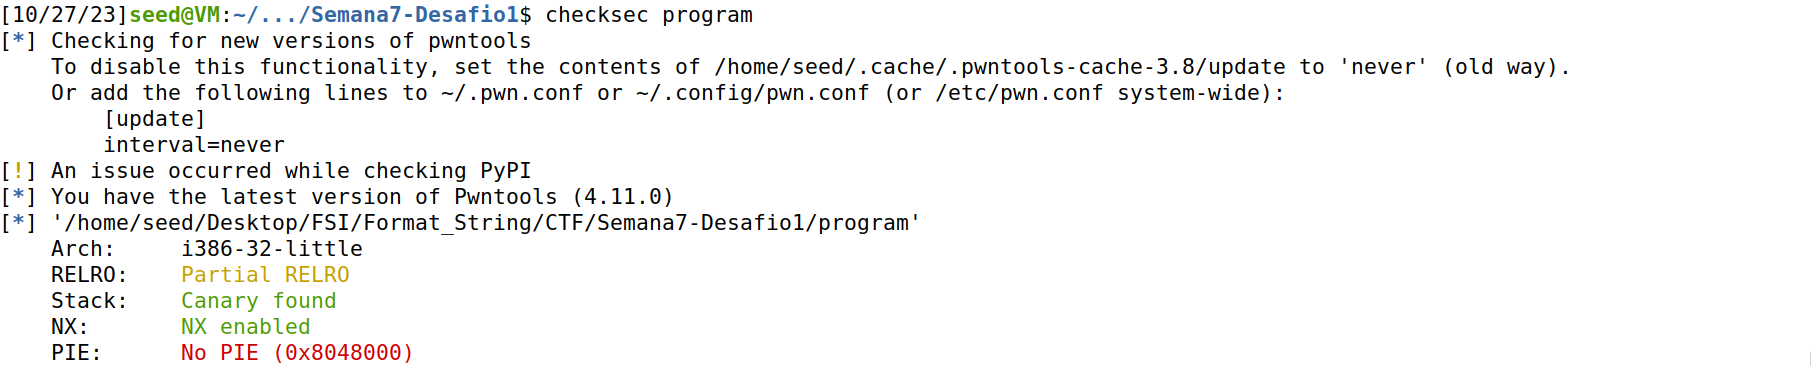 [10/27/23]seed@VM:~/.../Semana7-Desafio1$ checksec program
[*] Checking for new versions of pwntools
    To disable this functionality, set the contents of /home/seed/.cache/.pwntools-cache-3.8/update to 'never' (old way).
    Or add the following lines to ~/.pwn.conf or ~/.config/pwn.conf (or /etc/pwn.conf system-wide):
        [update]
        interval=never
[!] An issue occurred while checking PyPI
[*] You have the latest version of Pwntools (4.11.0)
[*] '/home/seed/Desktop/FSI/Format_String/CTF/Semana7-Desafio1/program'
    Arch:     i386-32-little
    RELRO:    Partial RELRO
    Stack:    Canary found
    NX:       NX enabled
    PIE:      No PIE (0x8048000)